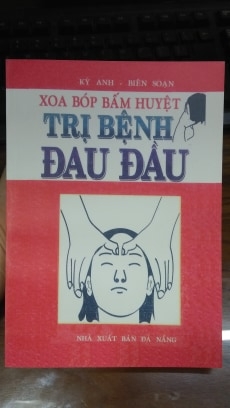 KỲ ANH - BIÊN SOẠN
XOA BÓP BẤM HUYỆT
TRỊ BỆNH
ĐAU ĐẦU
NHÀ XUẤT BẢN ĐÀ NẴNG